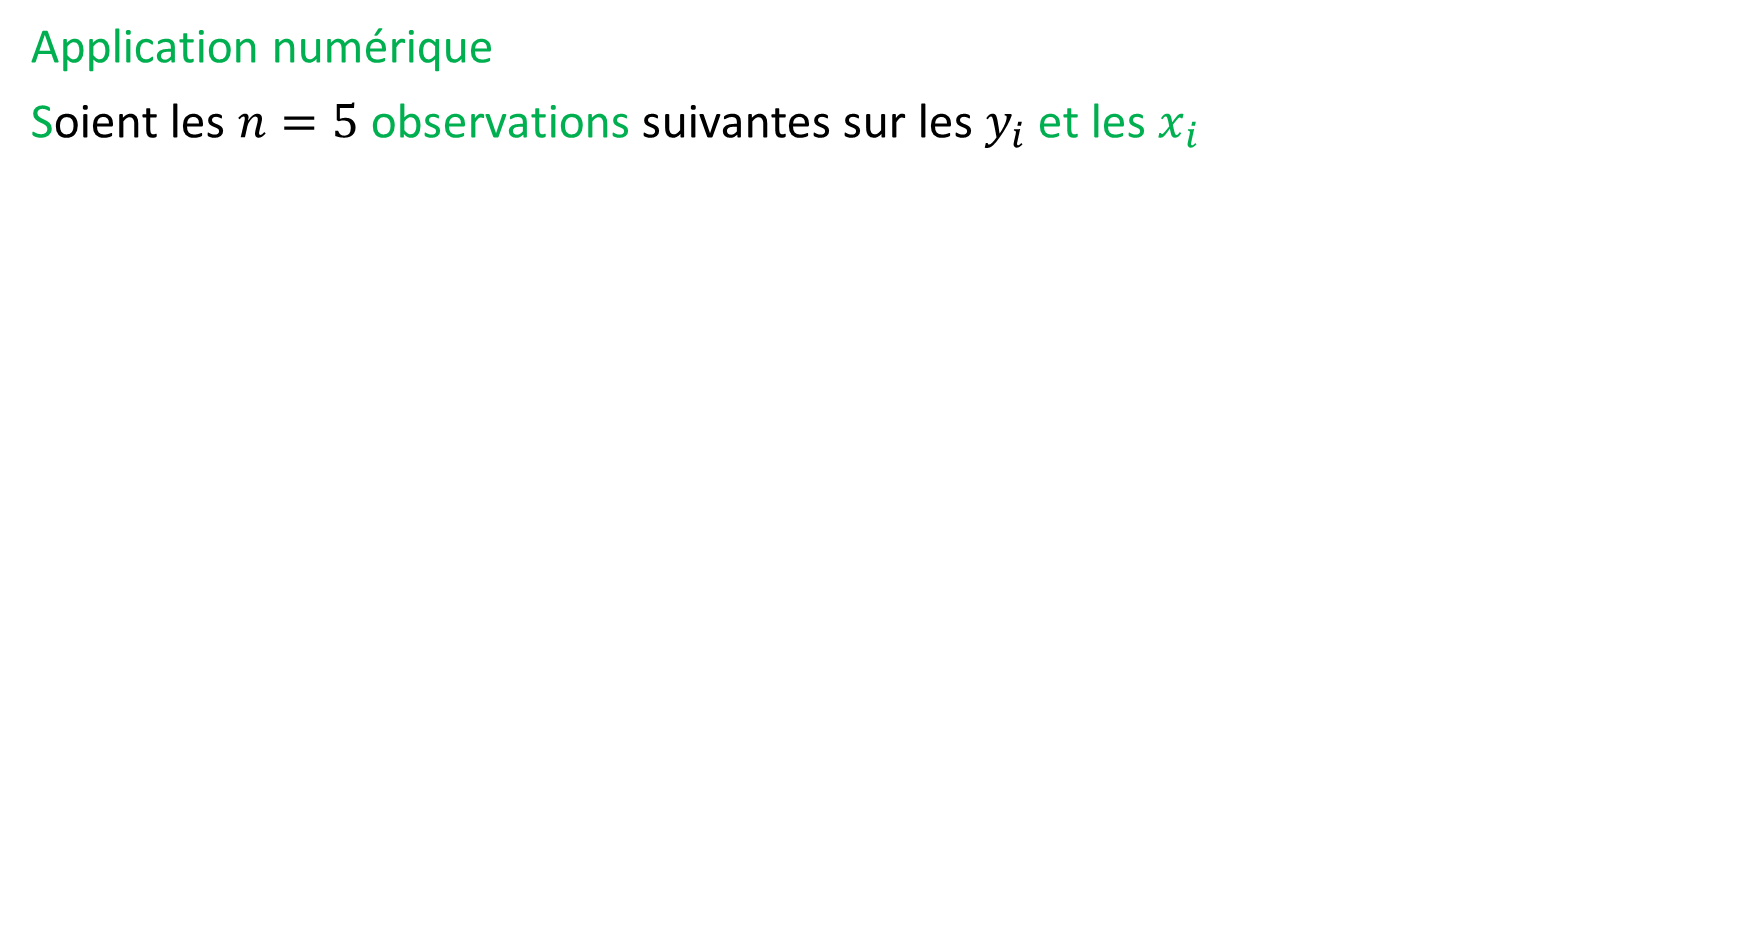 Application numérique
Soient les n = 5 observations suivantes sur les yᵢ et les xᵢ